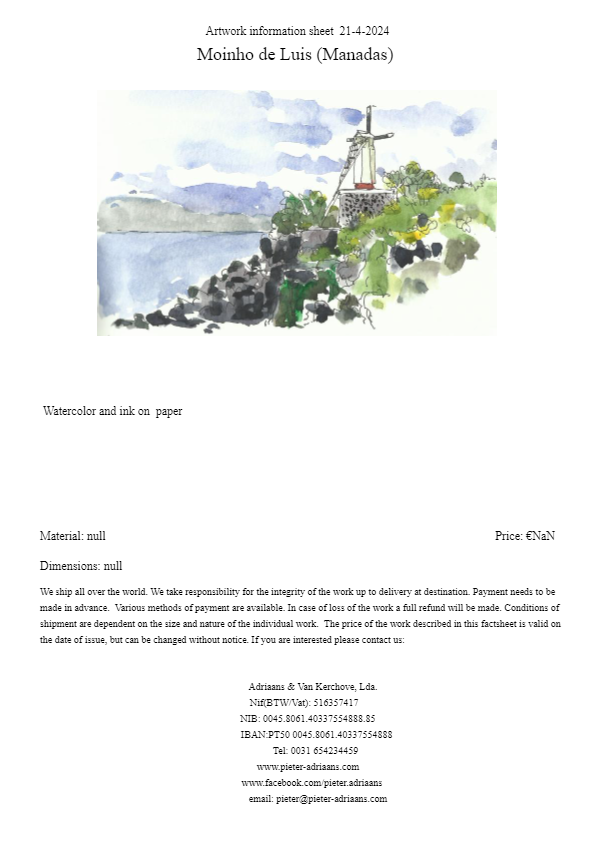 Artwork information sheet  21-4-2024
Moinho de Luis (Manadas)
Watercolor and ink on  paper
Material: null
Price: €NaN
Dimensions: null
We ship all over the world. We take responsibility for the integrity of the work up to delivery at destination. Payment needs to be
made in advance.  Various methods of payment are available. In case of loss of the work a full refund will be made. Conditions of
shipment are dependent on the size and nature of the individual work.  The price of the work described in this factsheet is valid on
the date of issue, but can be changed without notice. If you are interested please contact us:
Adriaans & Van Kerchove, Lda.
Nif(BTW/Vat): 516357417
NIB: 0045.8061.40337554888.85
IBAN:PT50 0045.8061.40337554888
Tel: 0031 654234459
www.pieter-adriaans.com
www.facebook.com/pieter.adriaans
email: pieter@pieter-adriaans.com